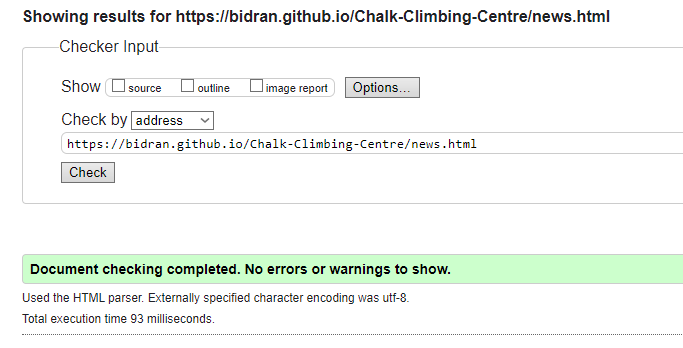 Showing results for https://bidran.github.io/Chalk-Climbing-Centre/news.html
Checker Input
Show source outline image report Options...
Check by address
https://bidran.github.io/Chalk-Climbing-Centre/news.html
Check
Document checking completed. No errors or warnings to show.
Used the HTML parser. Externally specified character encoding was utf-8.
Total execution time 93 milliseconds.